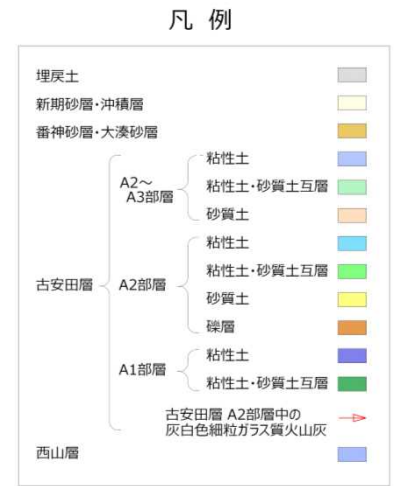 凡 例
埋戻土
新期砂層・沖積層
番神砂層・大湊砂層
古安田層
A2～
A3部層
粘性土
粘性土・砂質土互層
砂質土
A2部層
粘性土
粘性土・砂質土互層
砂質土
礫層
A1部層
粘性土
粘性土・砂質土互層
古安田層 A2部層中の
灰白色細粒ガラス質火山灰
西山層